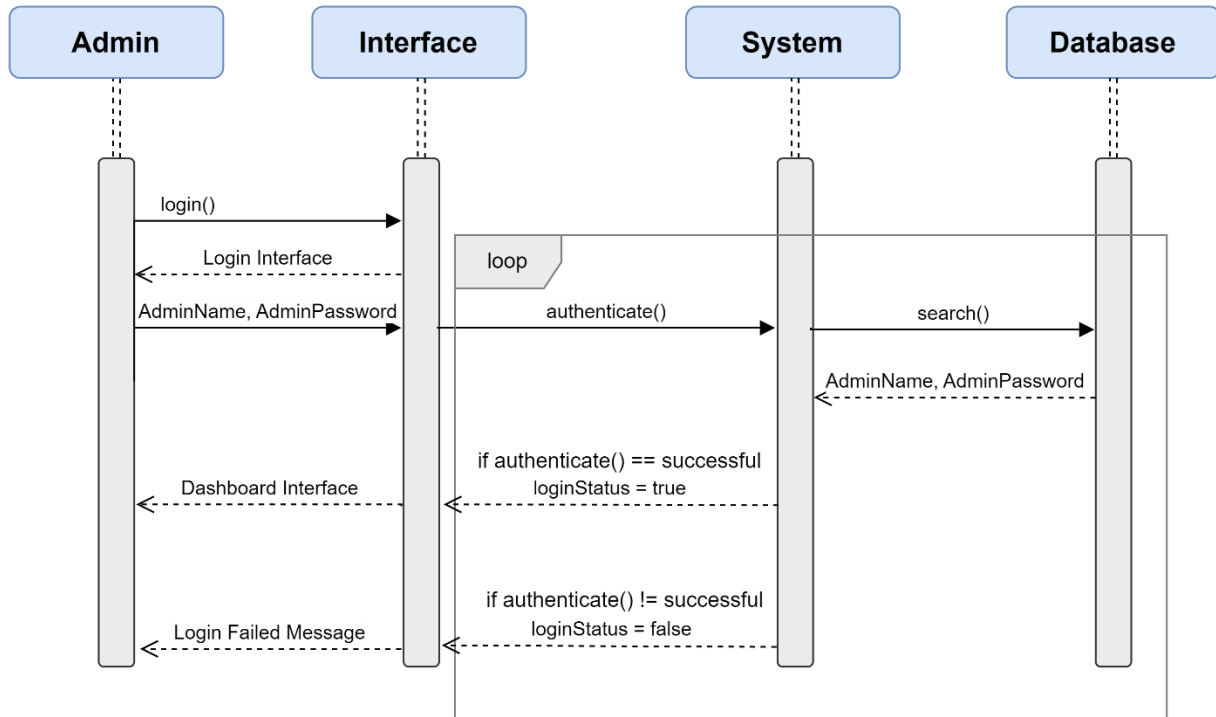 Admin
Interface
System
Database
login()
Login Interface
loop
AdminName, AdminPassword
authenticate()
search()
AdminName, AdminPassword
if authenticate() == successful
Dashboard Interface
loginStatus = true
if authenticate() != successful
Login Failed Message
loginStatus = false